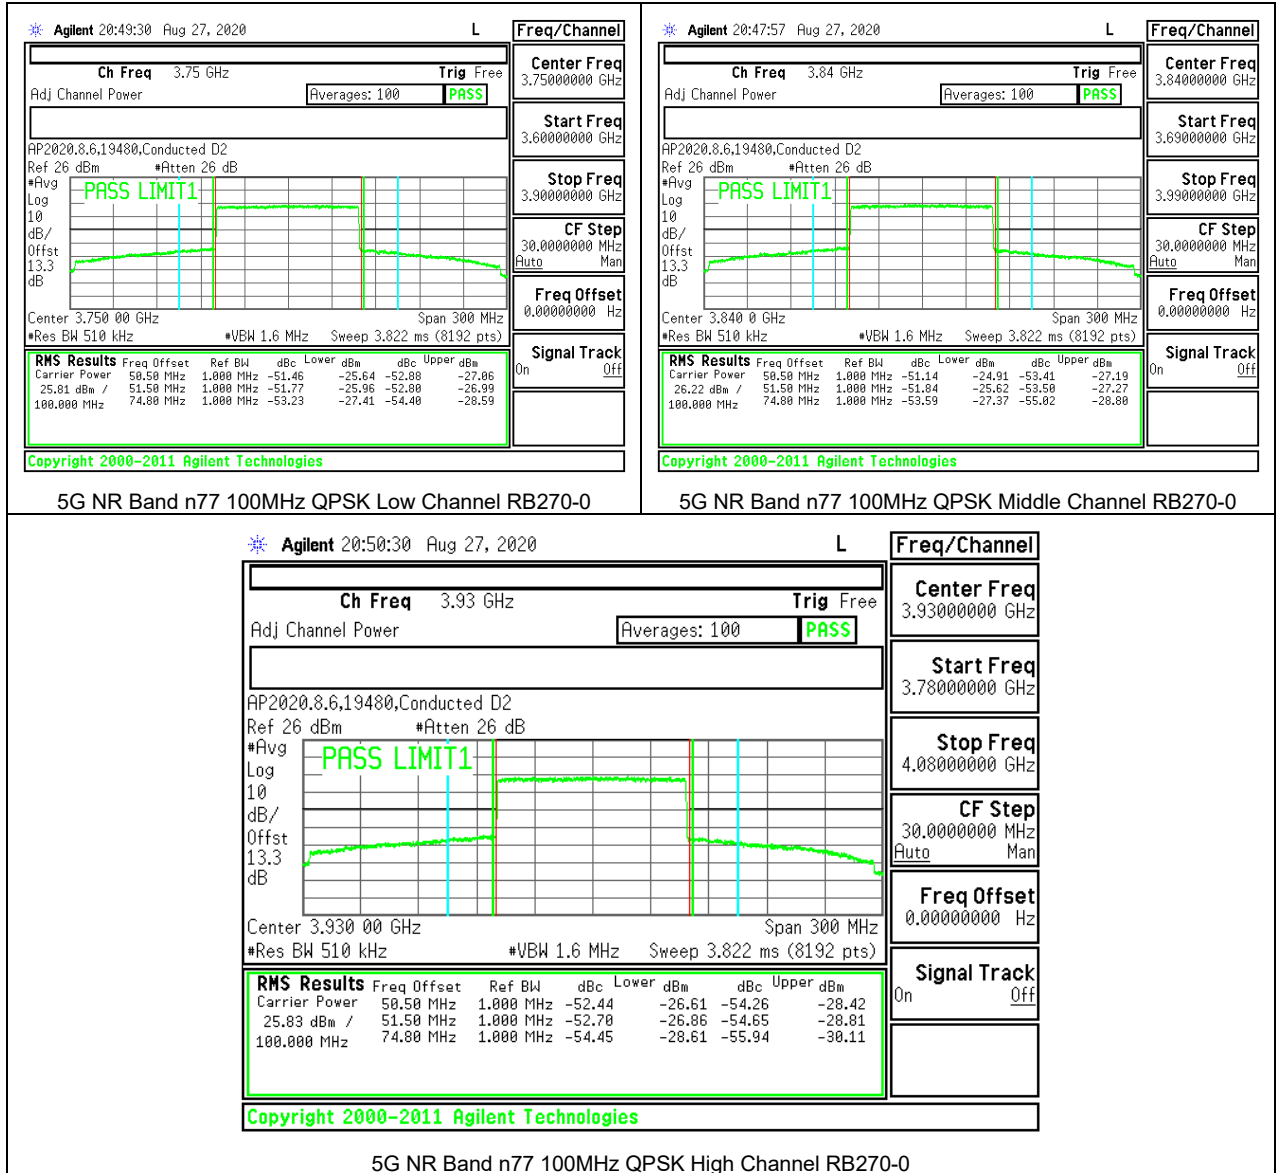 Agilent 20:49:30 Aug 27, 2020 L
Freq/Channel
Ch Freq 3.75 GHz Trig Free
Adj Channel Power Averages: 100 PASS
AP2020.8.6,19480,Conducted D2
Ref 26 dBm #Atten 26 dB
#Avg
Log
10
dB/
Offst
13.3
dB
PASS LIMIT1
Center 3.750 00 GHz Span 300 MHz
#Res BW 510 kHz #VBW 1.6 MHz Sweep 3.822 ms (8192 pts)
RMS Results Freq Offset Ref BW dBc Lower dBm dBc Upper dBm
Carrier Power 50.50 MHz 1.000 MHz -51.46 -25.64 -52.88 -27.06
25.81 dBm / 51.50 MHz 1.000 MHz -51.77 -25.96 -52.80 -26.99
100.000 MHz 74.80 MHz 1.000 MHz -53.23 -27.41 -54.40 -28.59
Copyright 2000-2011 Agilent Technologies
Center Freq
3.75000000 GHz
Start Freq
3.60000000 GHz
Stop Freq
3.90000000 GHz
CF Step
30.0000000 MHz
Auto Man
Freq Offset
0.00000000 Hz
Signal Track
On Off
5G NR Band n77 100MHz QPSK Low Channel RB270-0
Agilent 20:47:57 Aug 27, 2020 L
Freq/Channel
Ch Freq 3.84 GHz Trig Free
Adj Channel Power Averages: 100 PASS
AP2020.8.6,19480,Conducted D2
Ref 26 dBm #Atten 26 dB
#Avg
Log
10
dB/
Offst
13.3
dB
PASS LIMIT1
Center 3.840 0 GHz Span 300 MHz
#Res BW 510 kHz #VBW 1.6 MHz Sweep 3.822 ms (8192 pts)
RMS Results Freq Offset Ref BW dBc Lower dBm dBc Upper dBm
Carrier Power 50.50 MHz 1.000 MHz -51.14 -24.91 -53.41 -27.19
26.22 dBm / 51.50 MHz 1.000 MHz -51.84 -25.62 -53.50 -27.27
100.000 MHz 74.80 MHz 1.000 MHz -53.59 -27.37 -55.02 -28.80
Copyright 2000-2011 Agilent Technologies
Center Freq
3.84000000 GHz
Start Freq
3.69000000 GHz
Stop Freq
3.99000000 GHz
CF Step
30.0000000 MHz
Auto Man
Freq Offset
0.00000000 Hz
Signal Track
On Off
5G NR Band n77 100MHz QPSK Middle Channel RB270-0
Agilent 20:50:30 Aug 27, 2020 L
Freq/Channel
Ch Freq 3.93 GHz Trig Free
Adj Channel Power Averages: 100 PASS
AP2020.8.6,19480,Conducted D2
Ref 26 dBm #Atten 26 dB
#Avg
Log
10
dB/
Offst
13.3
dB
PASS LIMIT1
Center 3.930 00 GHz Span 300 MHz
#Res BW 510 kHz #VBW 1.6 MHz Sweep 3.822 ms (8192 pts)
RMS Results Freq Offset Ref BW dBc Lower dBm dBc Upper dBm
Carrier Power 50.50 MHz 1.000 MHz -52.44 -26.61 -54.26 -28.42
25.83 dBm / 51.50 MHz 1.000 MHz -52.70 -26.86 -54.65 -28.81
100.000 MHz 74.80 MHz 1.000 MHz -54.45 -28.61 -55.94 -30.11
Copyright 2000-2011 Agilent Technologies
Center Freq
3.93000000 GHz
Start Freq
3.78000000 GHz
Stop Freq
4.08000000 GHz
CF Step
30.0000000 MHz
Auto Man
Freq Offset
0.00000000 Hz
Signal Track
On Off
5G NR Band n77 100MHz QPSK High Channel RB270-0